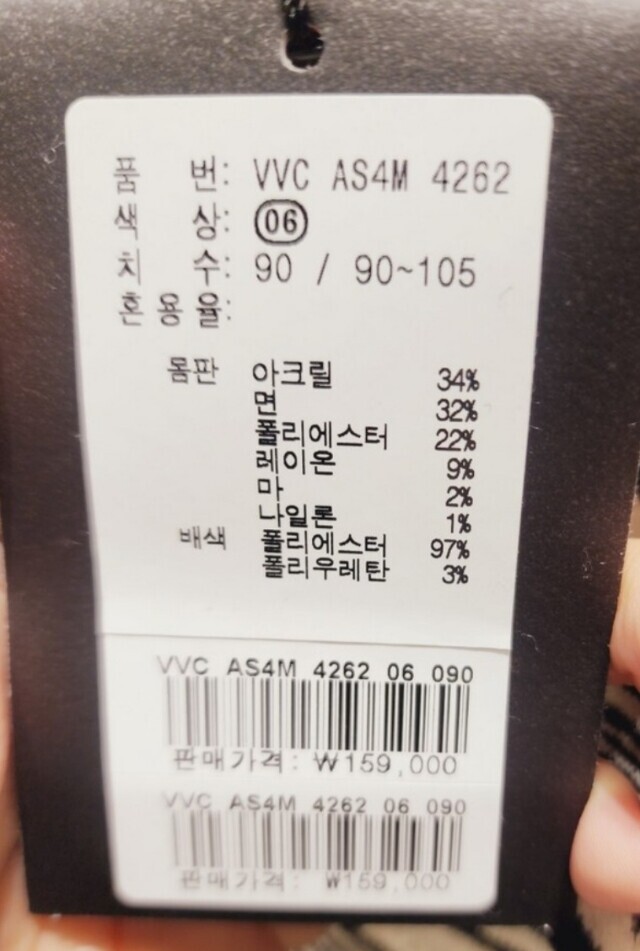 품 번: VVC AS4M 4262
색 상: 06
치 수: 90 / 90~105
혼 용 율:
몸판 아크릴 34%
면 32%
폴리에스터 22%
레이온 9%
마 2%
나일론 1%
배색 폴리에스터 97%
폴리우레탄 3%
VVC AS4M 4262 06 090
판매가격: ₩159,000
VVC AS4M 4262 06 090
판매가격: ₩159,000